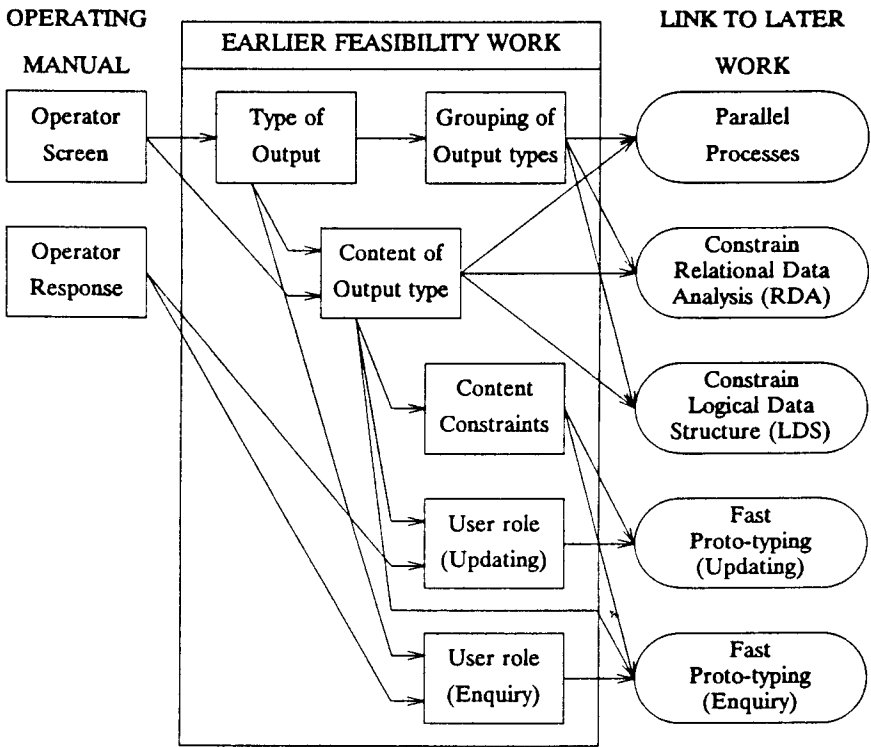 OPERATING
MANUAL
EARLIER FEASIBILITY WORK
LINK TO LATER
WORK
Operator
Screen
Type of
Output
Grouping of
Output types
Parallel
Processes
Operator
Response
Content of
Output type
Constrain
Relational Data
Analysis (RDA)
Content
Constraints
Constrain
Logical Data
Structure (LDS)
User role
(Updating)
Fast
Proto-typing
(Updating)
User role
(Enquiry)
Fast
Proto-typing
(Enquiry)